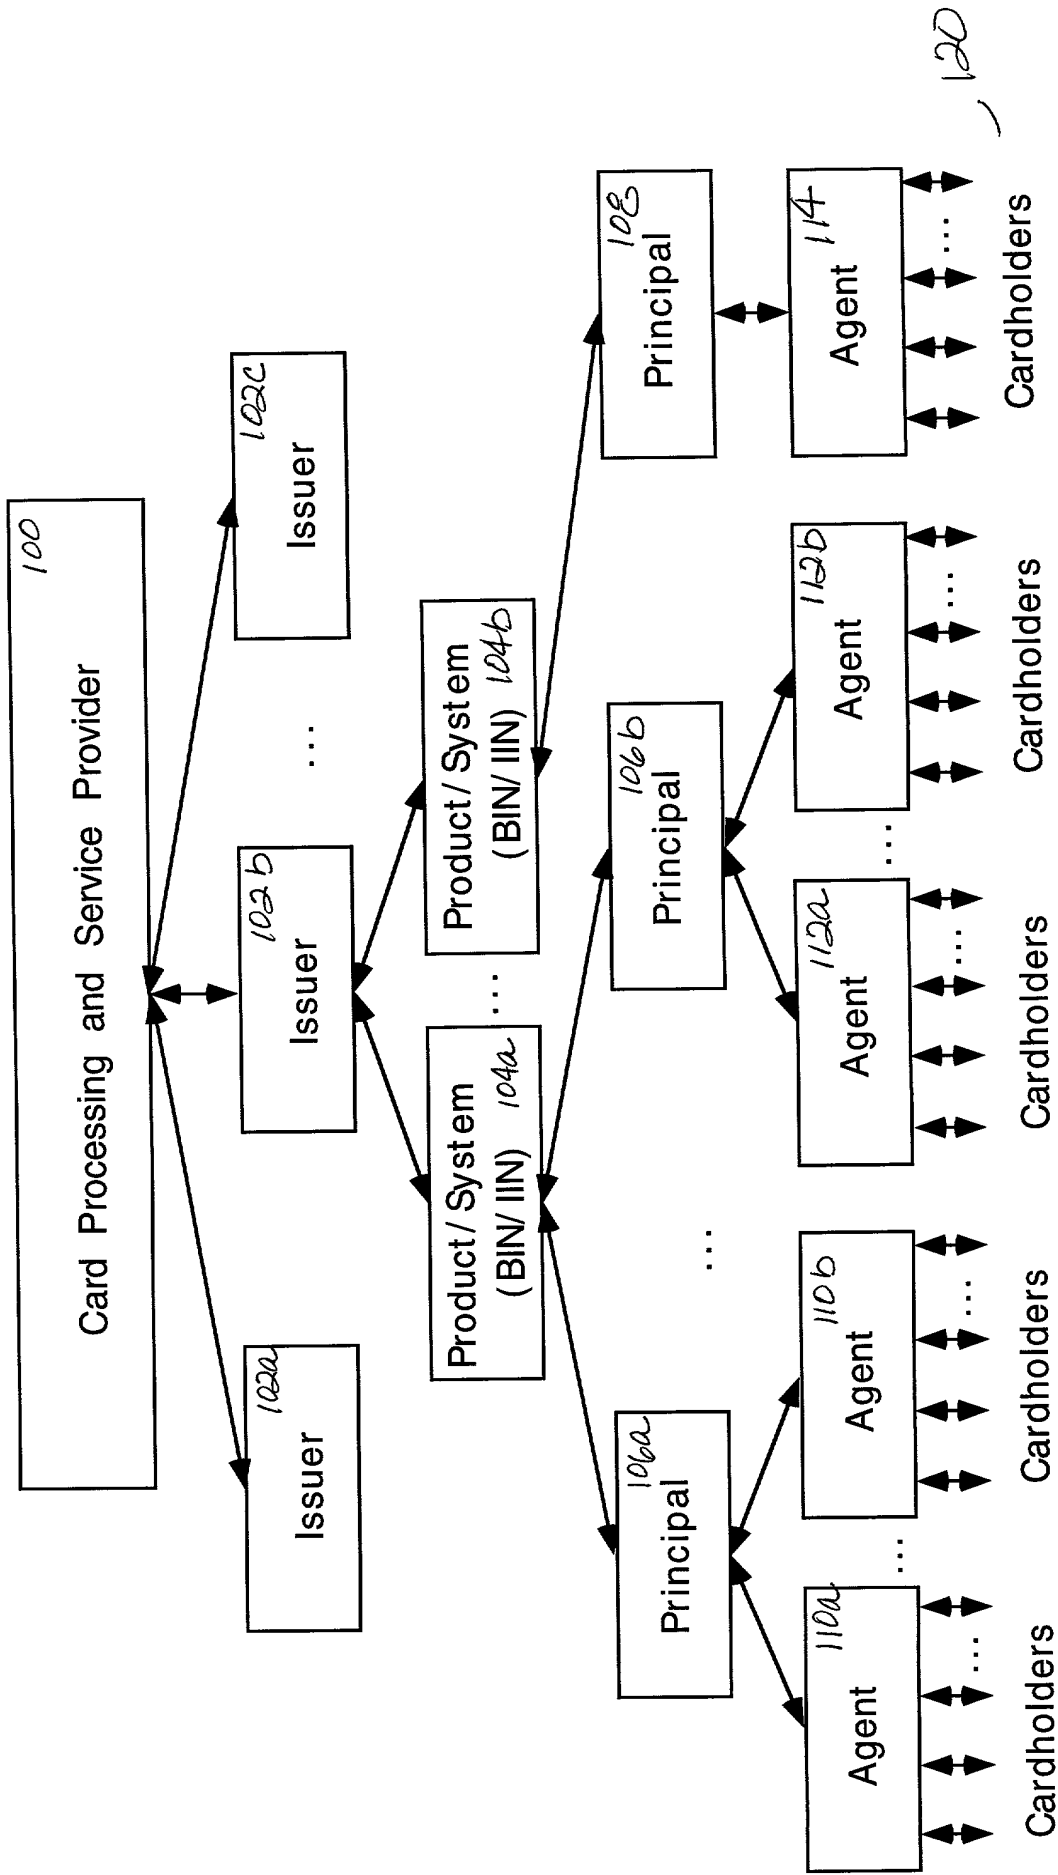 Card Processing and Service Provider
100
Issuer
102a
Issuer
102b
...
Issuer
102c
Product/System
(BIN/IIN) 104a
...
Product/System
(BIN/IIN) 104b
Principal
106a
...
Principal
106b
Principal
108
Agent
110a
...
Agent
110b
Agent
112a
...
Agent
112b
Agent
114
...
...
...
...
...
Cardholders
Cardholders
Cardholders
Cardholders
Cardholders
120